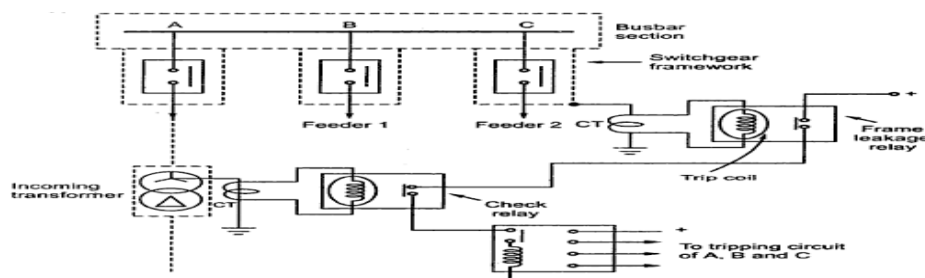 A B C
Busbar
section
Switchgear
framework
Feeder 1 Feeder 2 CT
+
Frame
leakage
relay
Trip coil
Incoming
transformer
CT
Check
relay
+
To tripping circuit
of A, B and C